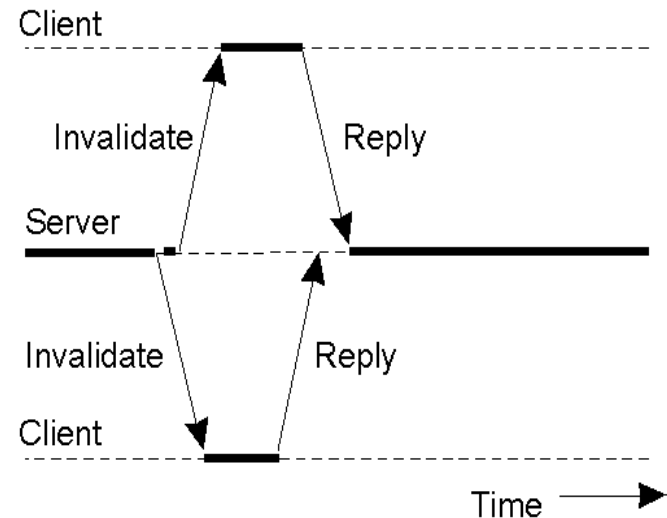 Client
Invalidate
Reply
Server
Invalidate
Reply
Client
Time